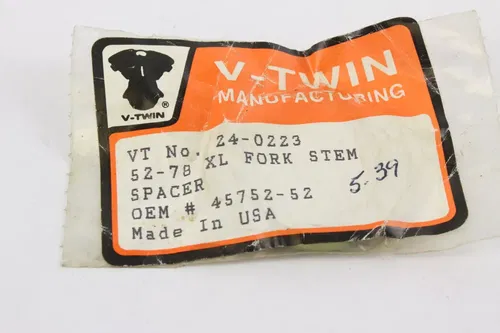 V-TWIN
MANUFACTURING
®
V-TWIN
VT No. 24-0223
52-78 XL FORK STEM
SPACER
5.39
OEM # 45752-52
Made In USA